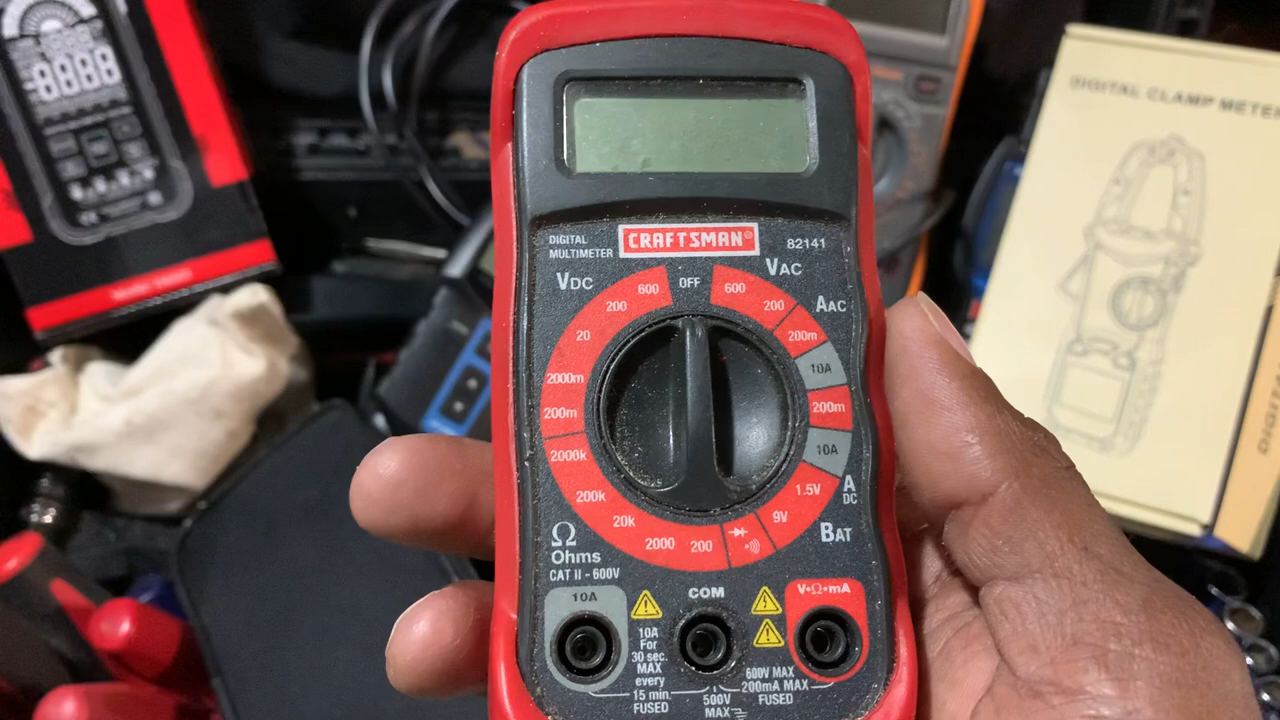 8888
DIGITAL CLAMP METER
DIGITAL
MULTIMETER
CRAFTSMAN®
82141
VDC
OFF
VAC
600
200
20
2000m
200m
600
200
AAC
200m
10A
200m
10A
A
DC
2000k
200k
20k
2000
200
1.5V
9V
BAT
Ω
Ohms
CAT II - 600V
10A
COM
V•Ω•mA
10A
For
30 sec.
MAX
every
15 min.
FUSED
500V
MAX
600V MAX
200mA MAX
FUSED